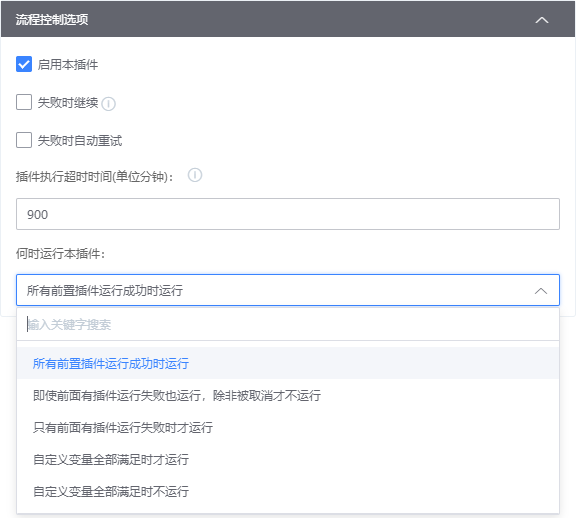 流程控制选项
启用本插件
失败时继续
失败时自动重试
插件执行超时时间(单位分钟)：
900
何时运行本插件：
所有前置插件运行成功时运行
输入关键字搜索
所有前置插件运行成功时运行
即使前面有插件运行失败也运行，除非被取消才不运行
只有前面有插件运行失败时才运行
自定义变量全部满足时才运行
自定义变量全部满足时不运行